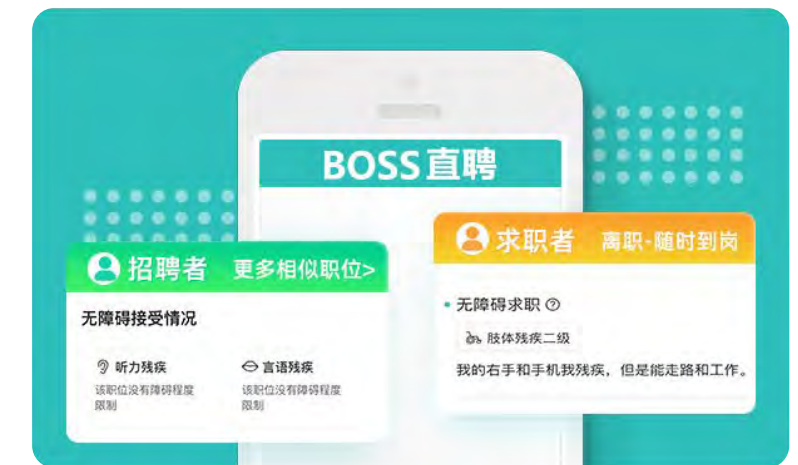 BOSS直聘
招聘者 更多相似职位>
无障碍接受情况
听力残疾
该职位没有障碍程度
限制
言语残疾
该职位没有障碍程度
限制
求职者 离职-随时到岗
无障碍求职
肢体残疾二级
我的右手和手机我残疾，但是能走路和工作。